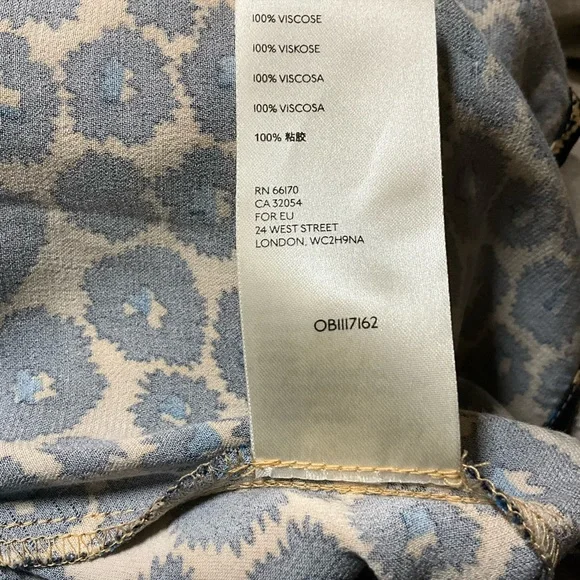 100% VISCOSE
100% VISKOSE
100% VISCOSA
100% VISCOSA
100% 粘胶
RN 66170
CA 32054
FOR EU
24 WEST STREET
LONDON, WC2H9NA
OB1117162